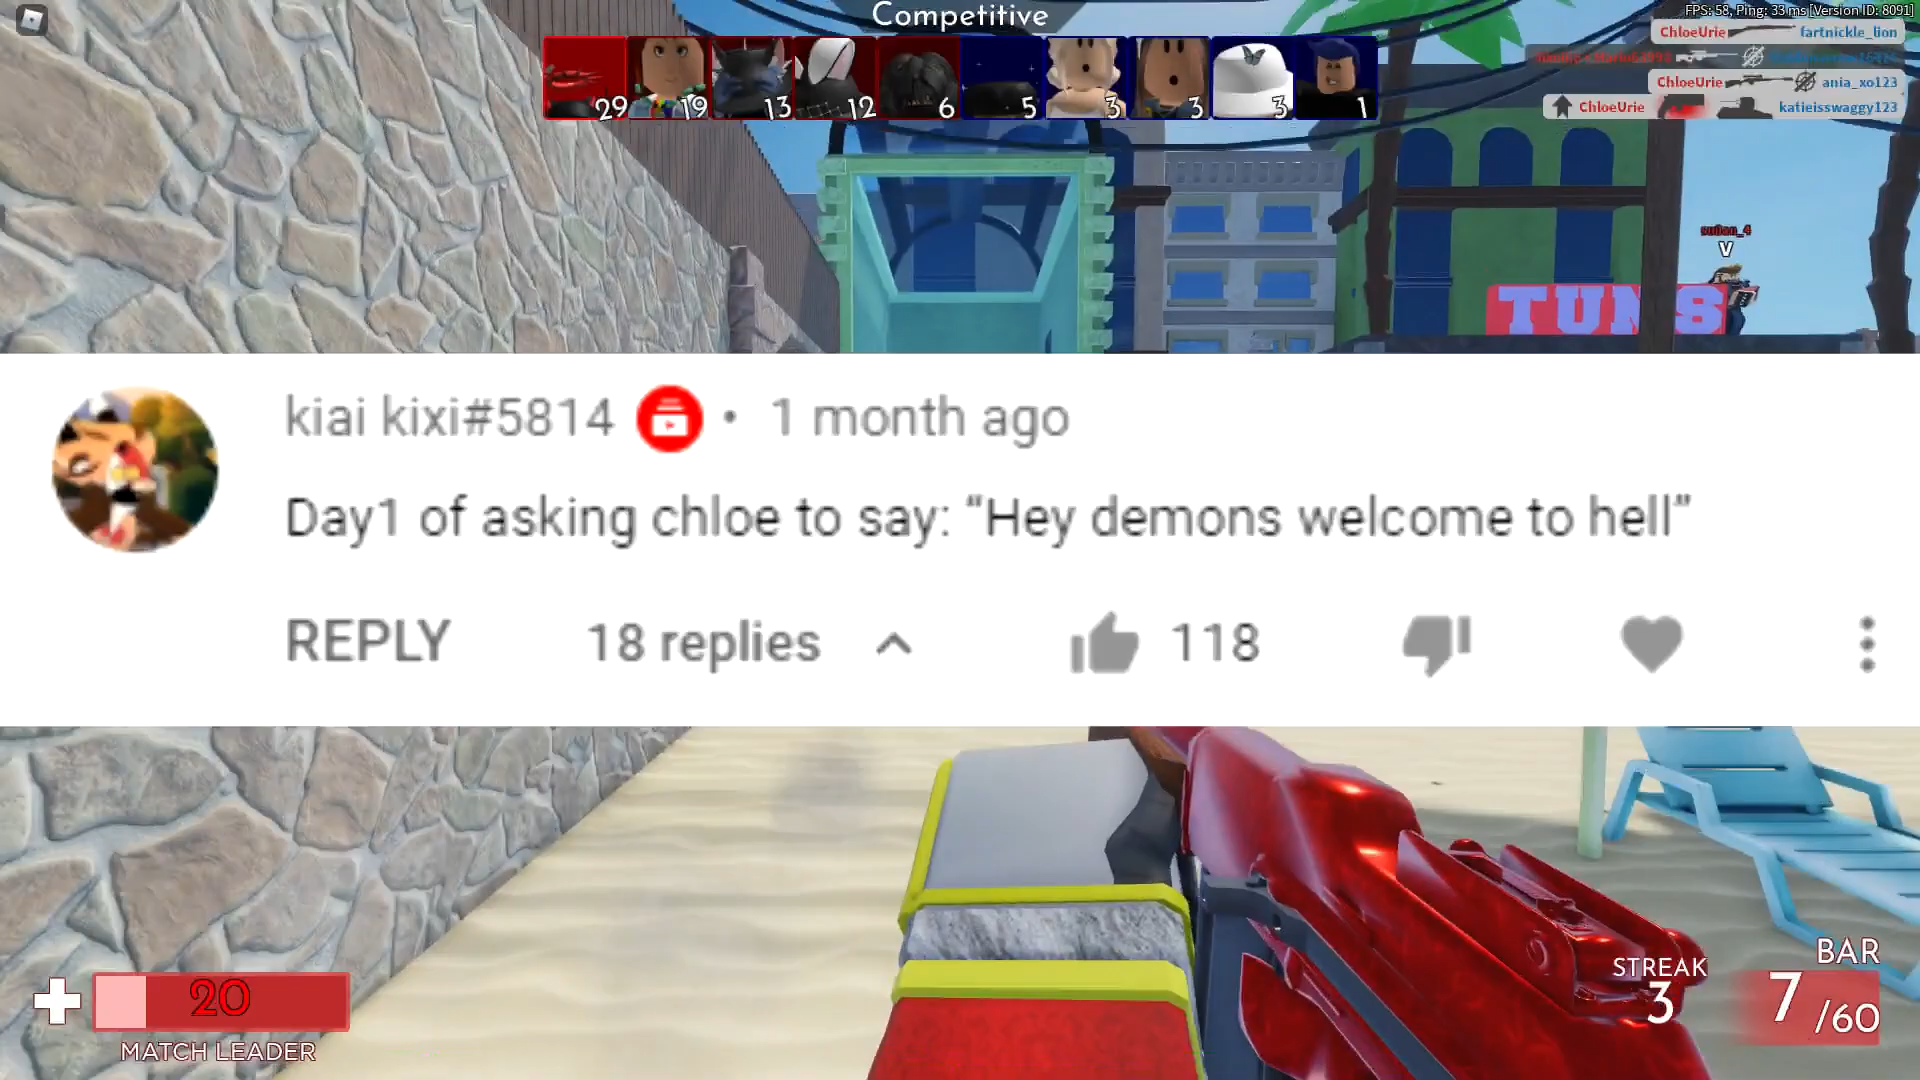 Competitive
FPS: 58, Ping: 33 ms [Version ID: 8091]
29 19 13 12 6 5 3 3 3 1
ChloeUrie fartnickle_lion
ChloeUrie ania_xo123
ChloeUrie katieisswaggy123
V
TUNS
kiai kixi#5814 • 1 month ago
Day1 of asking chloe to say: “Hey demons welcome to hell”
REPLY 18 replies 118
20
MATCH LEADER
STREAK
3
BAR
7/60